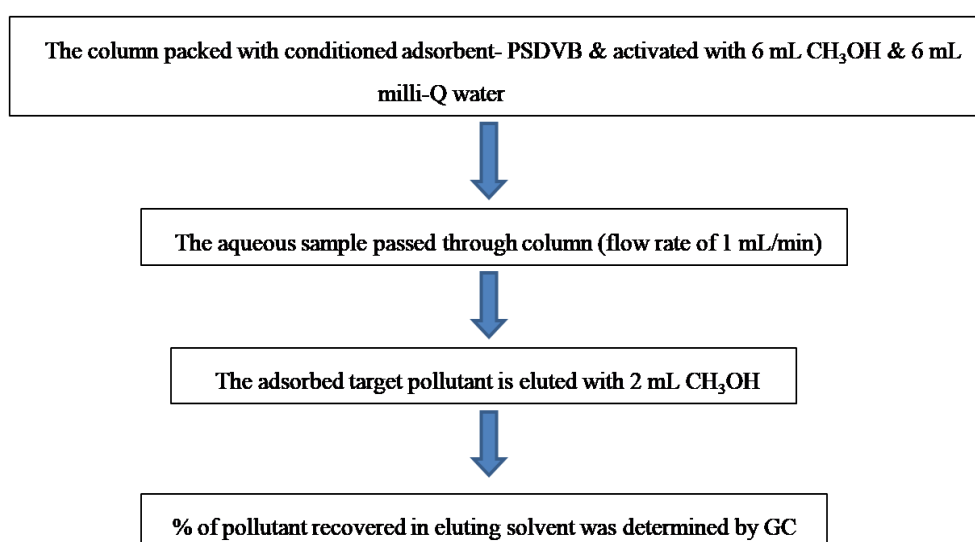 The column packed with conditioned adsorbent- PSDVB & activated with 6 mL CH₃OH & 6 mL
milli-Q water
The aqueous sample passed through column (flow rate of 1 mL/min)
The adsorbed target pollutant is eluted with 2 mL CH₃OH
% of pollutant recovered in eluting solvent was determined by GC